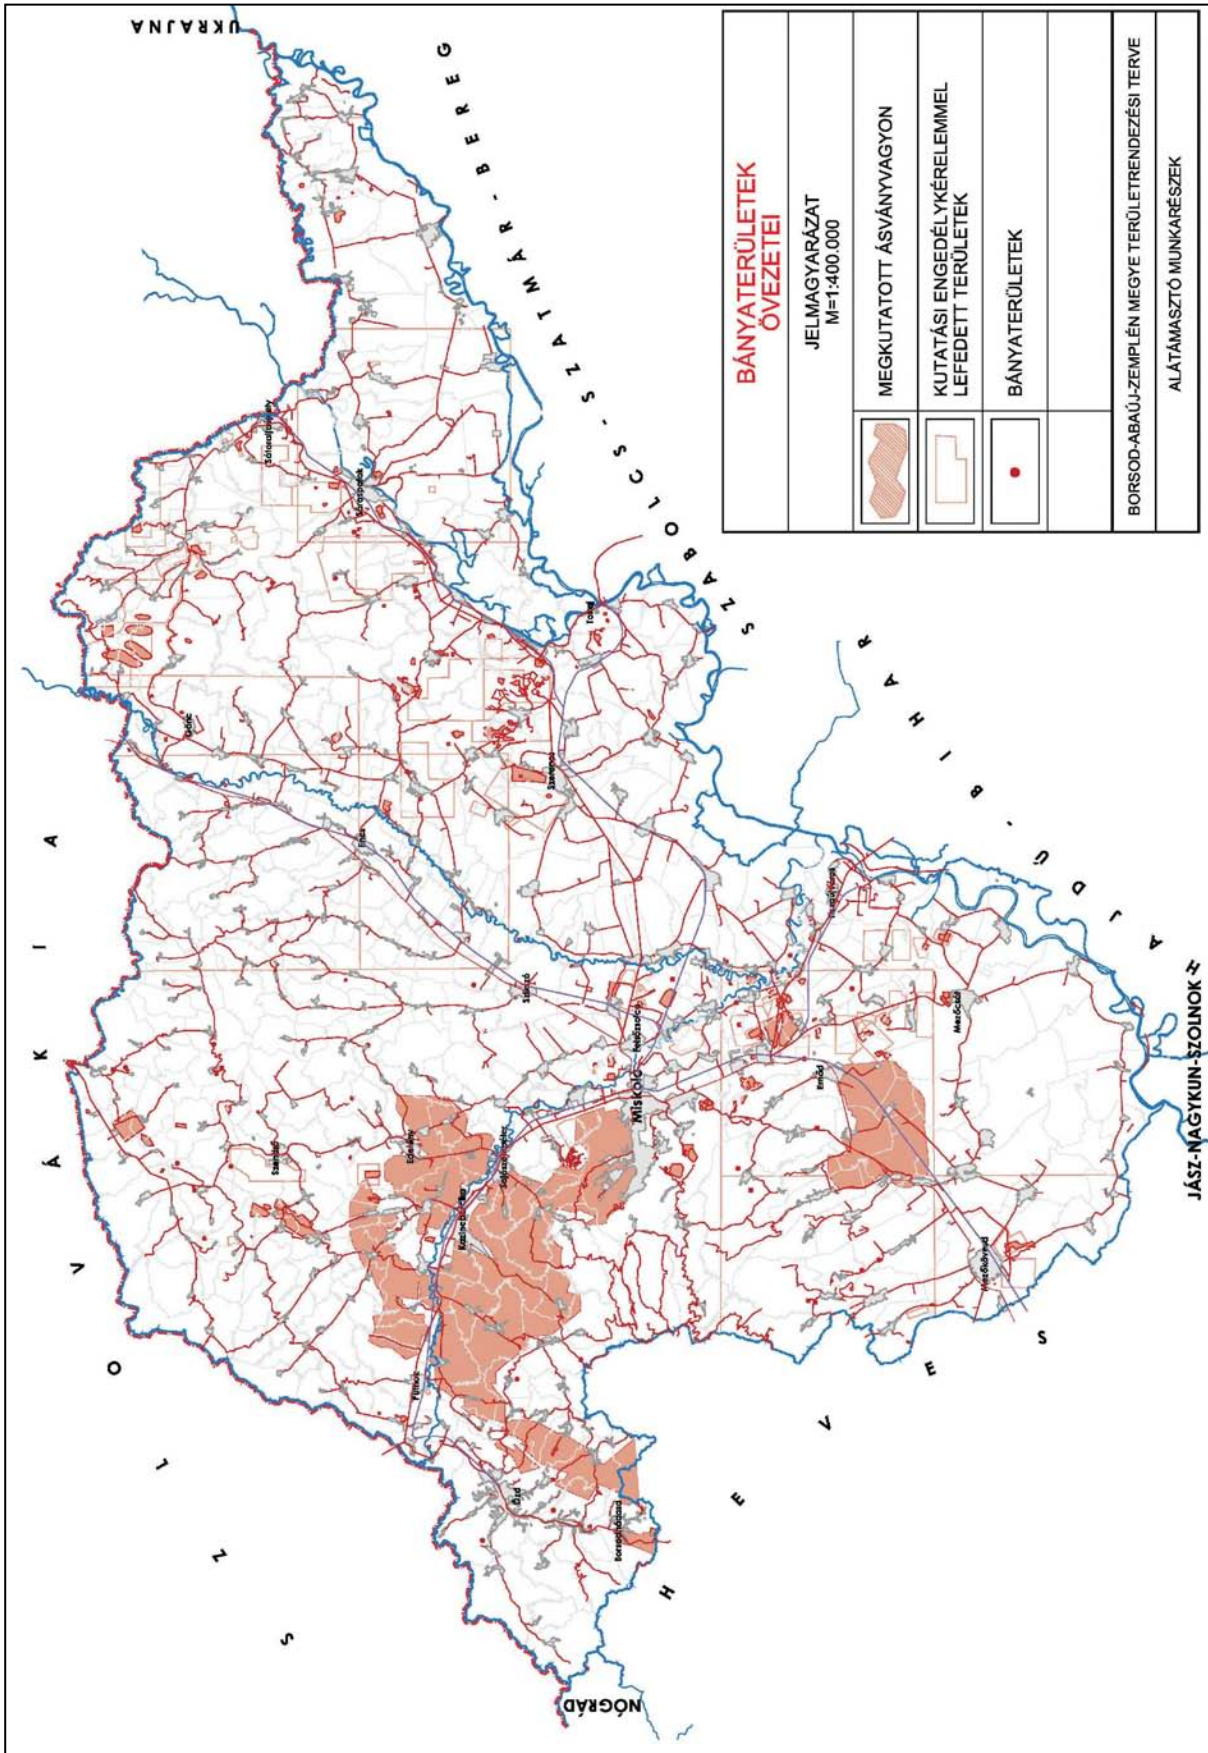 BÁNYATERÜLETEK
ÖVEZETEI
JELMAGYARÁZAT
M=1:400.000
MEGKUTATOTT ÁSVÁNYVAGYON
KUTATÁSI ENGEDÉLYKÉRELEMMEL
LEFEDETT TERÜLETEK
BÁNYATERÜLETEK
BORSOD-ABAÚJ-ZEMPLÉN MEGYE TERÜLETRENDEZÉSI TERVE
ALÁTÁMASZTÓ MUNKARÉSZEK
SZLOVÁKIA
UKRAJNA
SZABOLCS-SZATMÁR-BEREG
HAJDÚ-BIHAR
JÁSZ-NAGYKUN-SZOLNOK
HEVES
NÓGRÁD
Sátoraljaújhely
Sárospatak
Gönc
Tokaj
Szerencs
Encs
Szikszó
Felsőzsolca
Miskolc
Szendrő
Edelény
Sajószentpéter
Kazincbarcika
Putnok
Ózd
Borsodnádasd
Emőd
Mezőcsát
Mezőkövesd